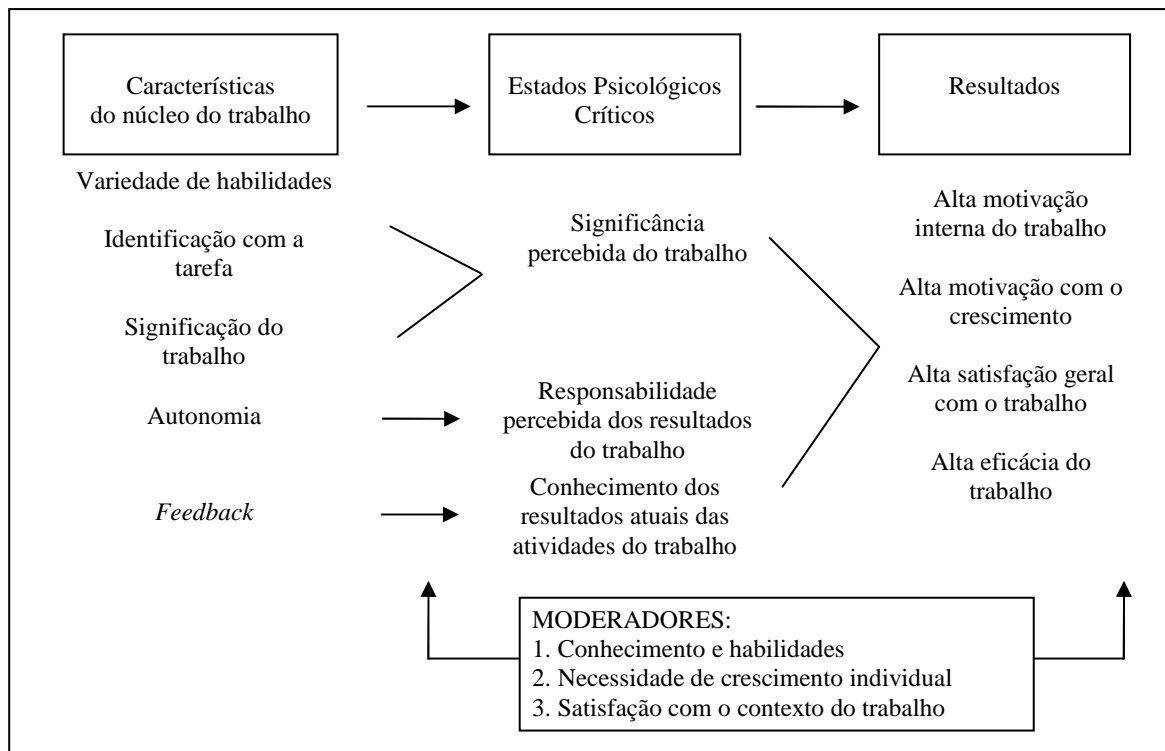 Características
do núcleo do trabalho
Estados Psicológicos
Críticos
Resultados
Variedade de habilidades
Identificação com a
tarefa
Significação do
trabalho
Autonomia
Feedback
Significância
percebida do trabalho
Responsabilidade
percebida dos resultados
do trabalho
Conhecimento dos
resultados atuais das
atividades do trabalho
Alta motivação
interna do trabalho
Alta motivação com o
crescimento
Alta satisfação geral
com o trabalho
Alta eficácia do
trabalho
MODERADORES:
1. Conhecimento e habilidades
2. Necessidade de crescimento individual
3. Satisfação com o contexto do trabalho